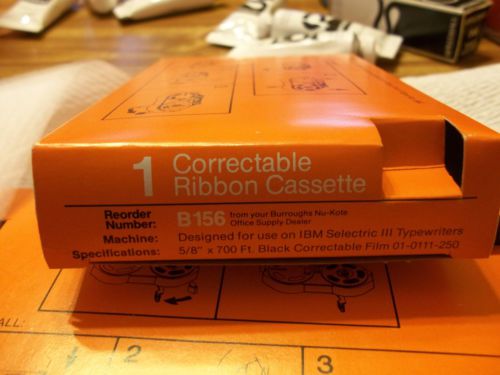 1 Correctable
Ribbon Cassette
Reorder
Number: B156 from your Burroughs Nu-Kote
Office Supply Dealer
Machine: Designed for use on IBM Selectric III Typewriters
Specifications: 5/8" x 700 Ft. Black Correctable Film 01-0111-250
ALL:
2
3